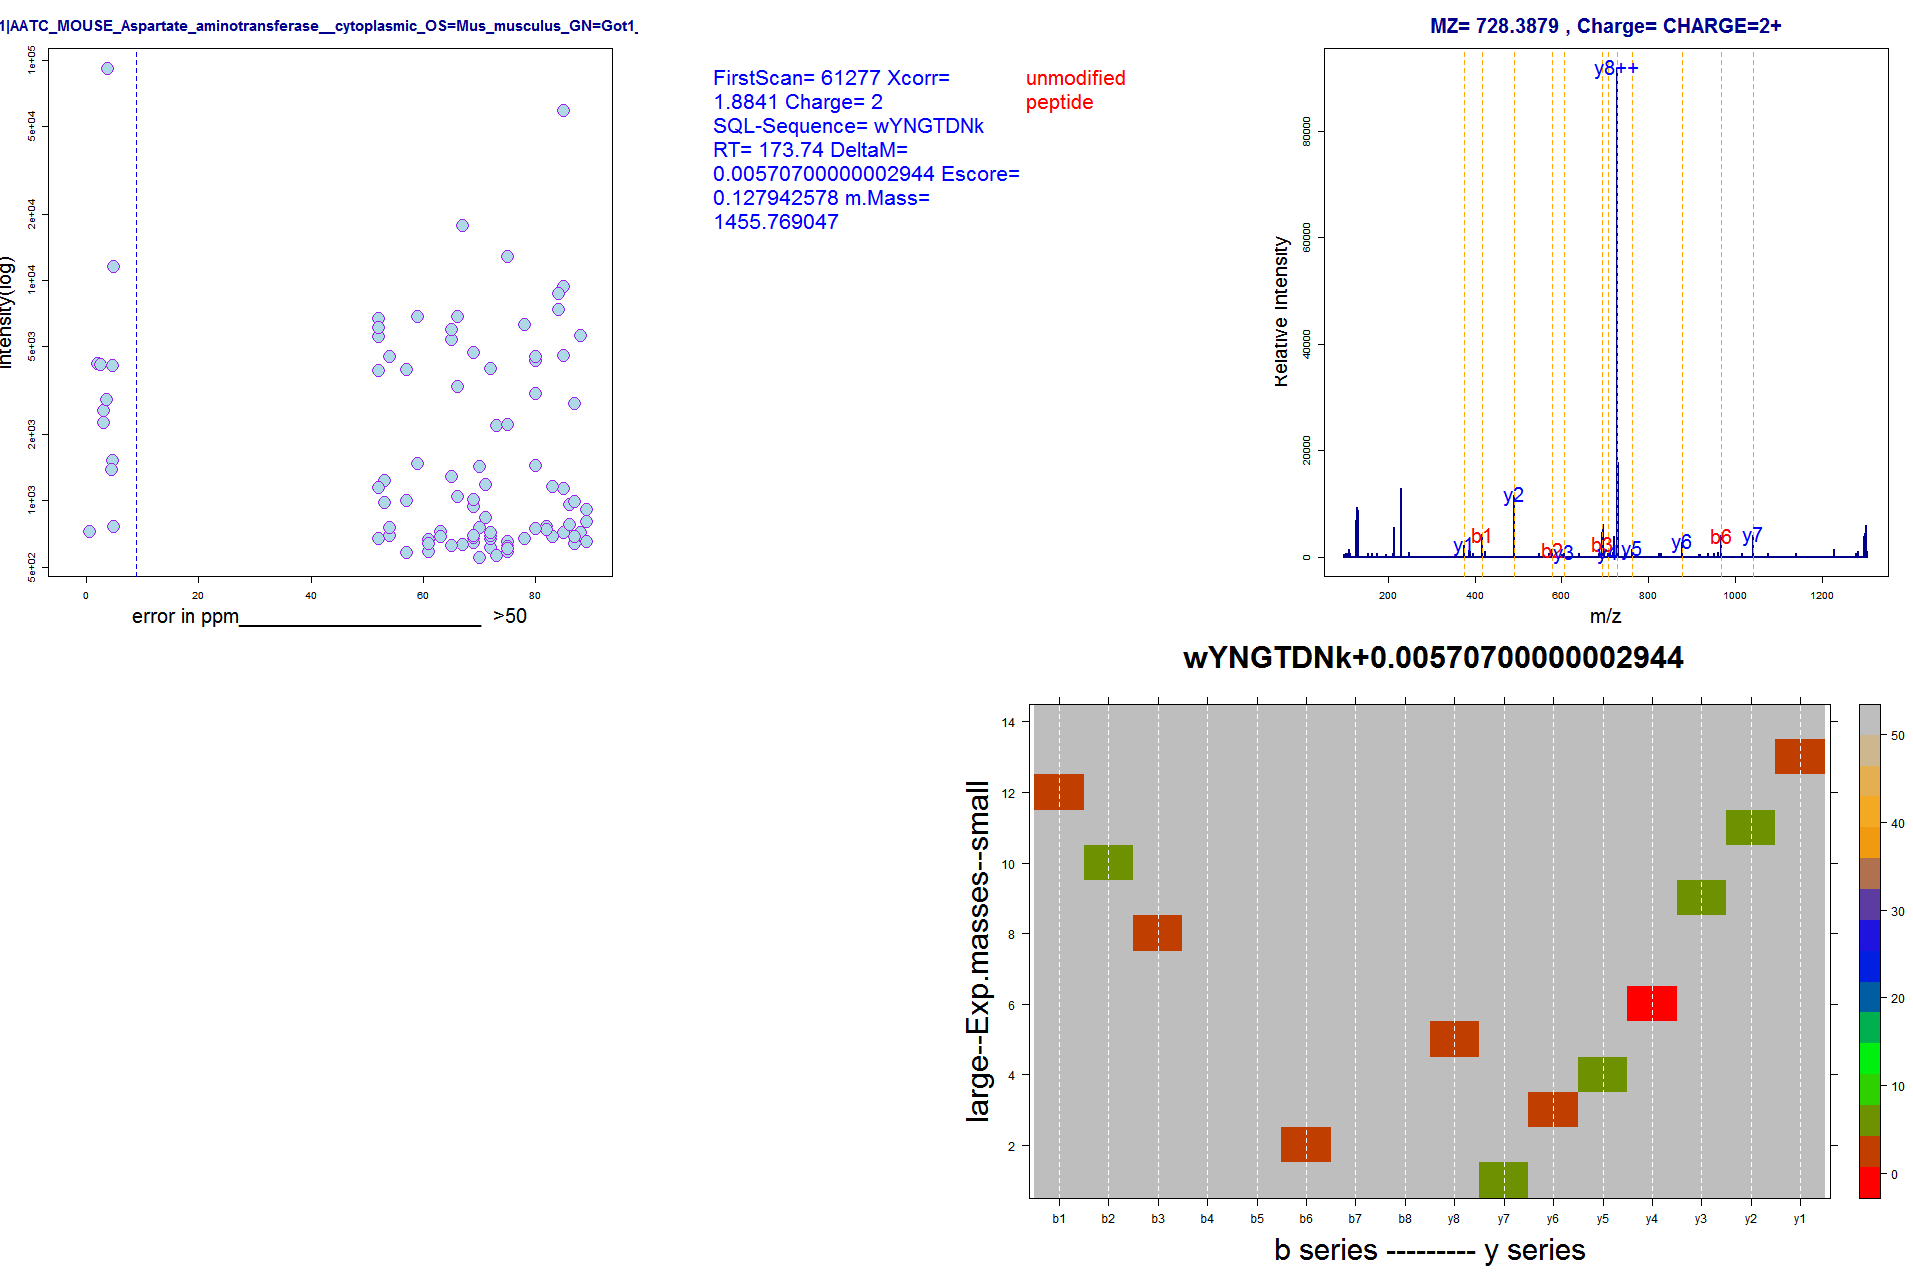 1|AATC_MOUSE_Aspartate_aminotransferase__cytoplasmic_OS=Mus_musculus_GN=Got1_
1e+05
5e+04
2e+04
1e+04
5e+03
2e+03
1e+03
5e+02
Intensity(log)
0 20 40 60 80
error in ppm______________________ >50
FirstScan= 61277 Xcorr=
1.8841 Charge= 2
SQL-Sequence= wYNGTDNk
RT= 173.74 DeltaM=
0.00570700000002944 Escore=
0.127942578 m.Mass=
1455.769047
unmodified
peptide
MZ= 728.3879 , Charge= CHARGE=2+
80000
60000
40000
20000
0
Relative Intensity
y8++
y2
y1
b1
b2
y3
b3
y5
y6
b6
y7
200 400 600 800 1000 1200
m/z
wYNGTDNk+0.00570700000002944
14
12
10
8
6
4
2
large--Exp.masses--small
b1 b2 b3 b4 b5 b6 b7 b8 y8 y7 y6 y5 y4 y3 y2 y1
b series --------- y series
50
40
30
20
10
0